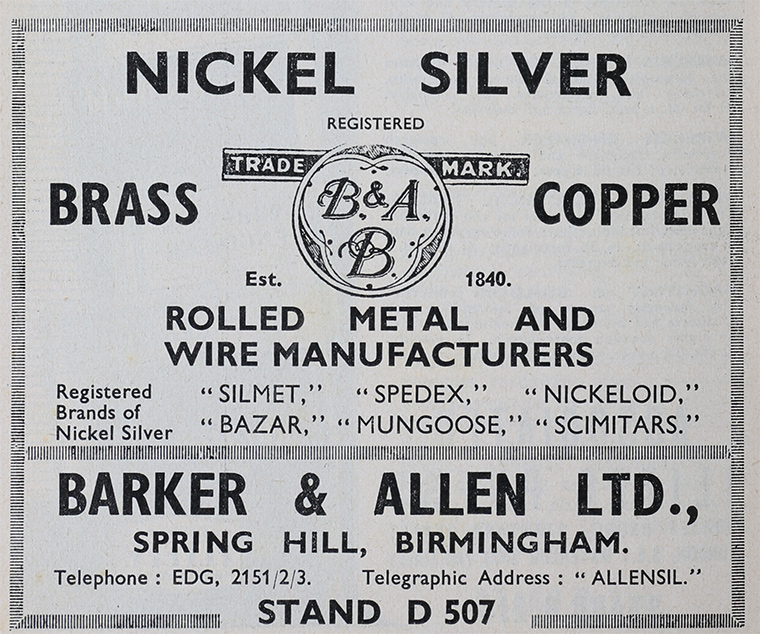 NICKEL SILVER
REGISTERED
TRADE MARK.
BRASS B. & A. COPPER
B
Est. 1840.
ROLLED METAL AND
WIRE MANUFACTURERS
Registered "SILMET," "SPEDEX," "NICKELOID,"
Brands of
Nickel Silver "BAZAR," "MUNGOOSE," "SCIMITARS."
BARKER & ALLEN LTD.,
SPRING HILL, BIRMINGHAM.
Telephone : EDG, 2151/2/3. Telegraphic Address : "ALLENSIL."
STAND D 507